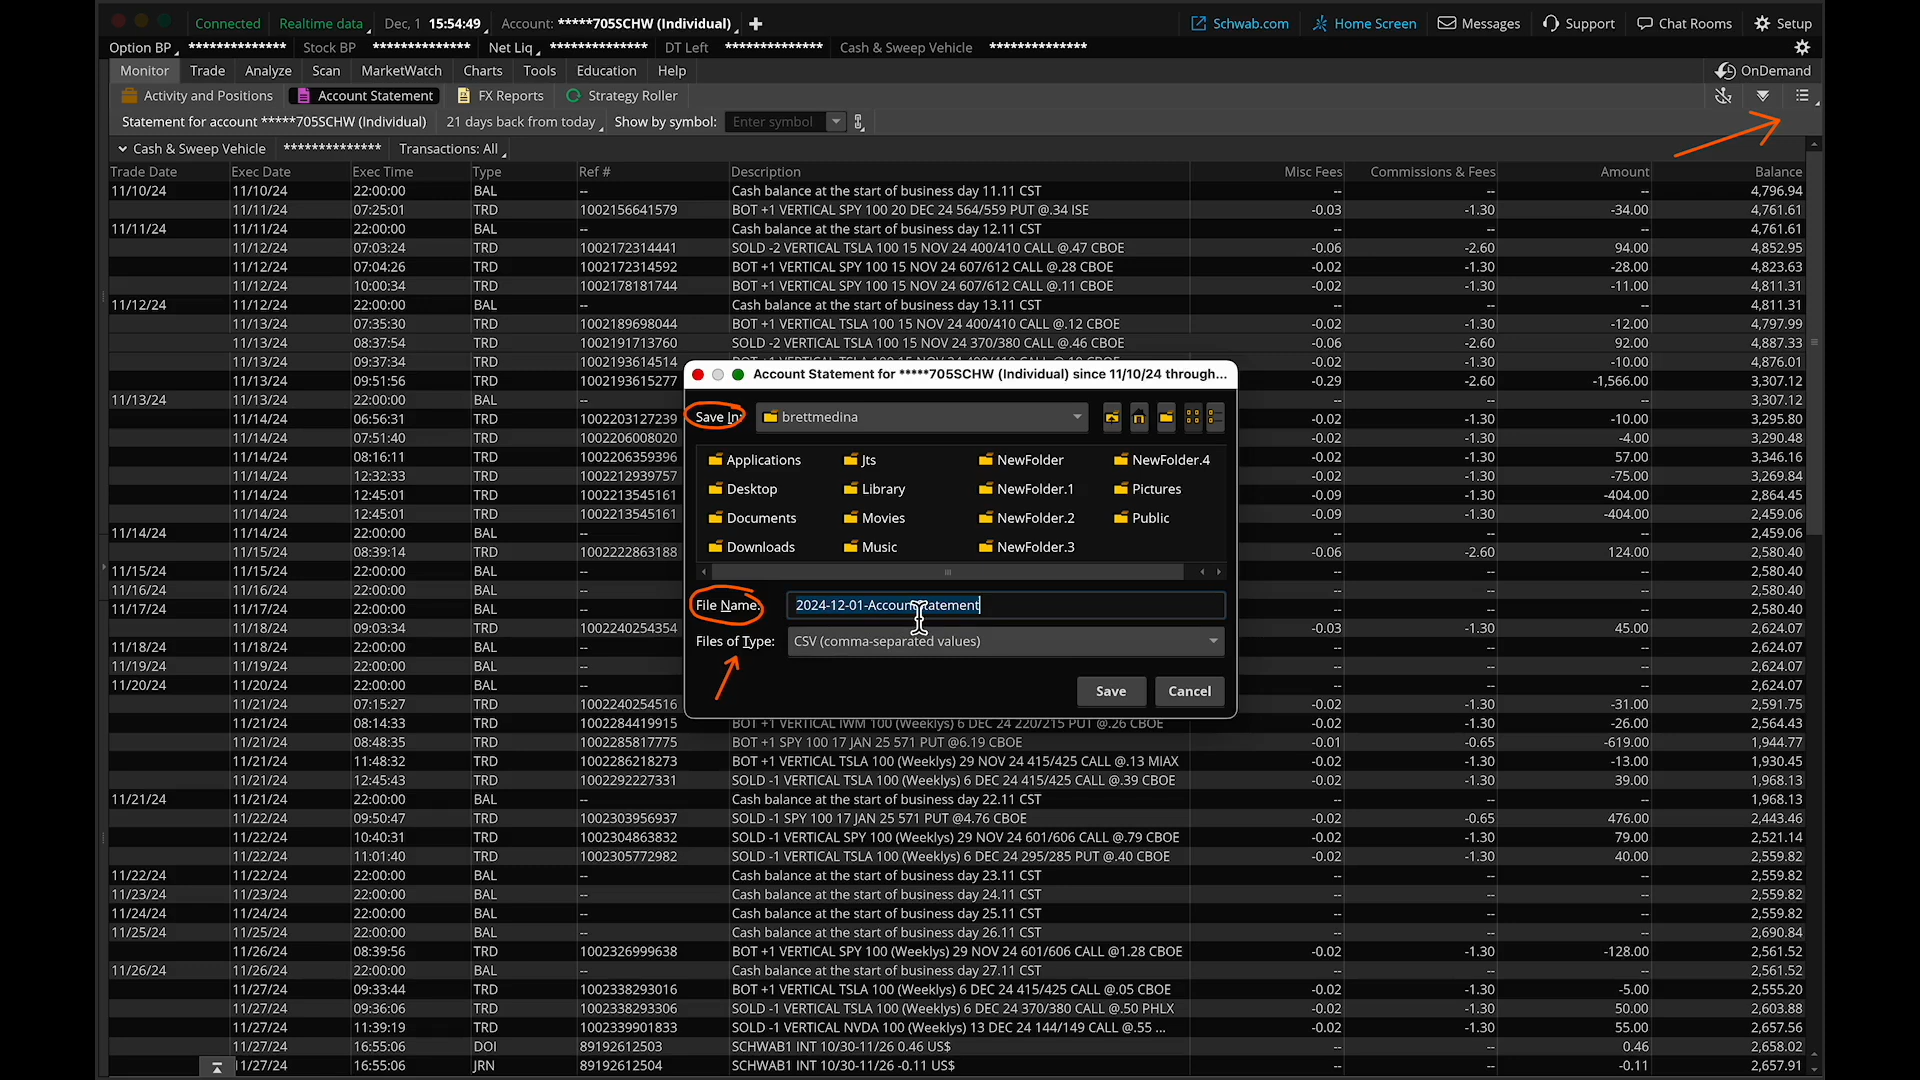 Connected Realtime data Dec, 1 15:54:49 Account: *****705SCHW (Individual) Schwab.com Home Screen Messages Support Chat Rooms Setup
Option BP ************** Stock BP ************** Net Liq ************** DT Left ************** Cash & Sweep Vehicle **************
Monitor Trade Analyze Scan MarketWatch Charts Tools Education Help OnDemand
Activity and Positions Account Statement FX Reports Strategy Roller
Statement for account *****705SCHW (Individual) 21 days back from today Show by symbol: Enter symbol
Cash & Sweep Vehicle ************** Transactions: All
Trade Date Exec Date Exec Time Type Ref # Description Misc Fees Commissions & Fees Amount Balance
11/10/24 11/10/24 22:00:00 BAL -- Cash balance at the start of business day 11.11 CST -- -- -- 4,796.94
11/11/24 07:25:01 TRD 1002156641579 BOT +1 VERTICAL SPY 100 20 DEC 24 564/559 PUT @.34 ISE -0.03 -1.30 -34.00 4,761.61
11/11/24 11/11/24 22:00:00 BAL -- Cash balance at the start of business day 12.11 CST -- -- -- 4,761.61
11/12/24 07:03:24 TRD 1002172314441 SOLD -2 VERTICAL TSLA 100 15 NOV 24 400/410 CALL @.47 CBOE -0.06 -2.60 94.00 4,852.95
11/12/24 07:04:26 TRD 1002172314592 BOT +1 VERTICAL SPY 100 15 NOV 24 607/612 CALL @.28 CBOE -0.02 -1.30 -28.00 4,823.63
11/12/24 10:00:34 TRD 1002178181744 BOT +1 VERTICAL SPY 100 15 NOV 24 607/612 CALL @.11 CBOE -0.02 -1.30 -11.00 4,811.31
11/12/24 11/12/24 22:00:00 BAL -- Cash balance at the start of business day 13.11 CST -- -- -- 4,811.31
11/13/24 07:35:30 TRD 1002189698044 BOT +1 VERTICAL TSLA 100 15 NOV 24 400/410 CALL @.12 CBOE -0.02 -1.30 -12.00 4,797.99
11/13/24 08:37:54 TRD 1002191713760 SOLD -2 VERTICAL TSLA 100 15 NOV 24 370/380 CALL @.46 CBOE -0.06 -2.60 92.00 4,887.33
11/13/24 09:37:34 TRD 1002193614514 -0.02 -1.30 -10.00 4,876.01
11/13/24 09:51:56 TRD 1002193615277 -0.29 -2.60 -1,566.00 3,307.12
11/13/24 11/13/24 22:00:00 BAL -- -- -- -- 3,307.12
11/14/24 06:56:31 TRD 1002203127239 -0.02 -1.30 -10.00 3,295.80
11/14/24 07:51:40 TRD 1002206008020 -0.02 -1.30 -4.00 3,290.48
11/14/24 08:16:11 TRD 1002206359396 -0.02 -1.30 57.00 3,346.16
11/14/24 12:32:33 TRD 1002212939757 -0.02 -1.30 -75.00 3,269.84
11/14/24 12:45:01 TRD 1002213545161 -0.09 -1.30 -404.00 2,864.45
11/14/24 12:45:01 TRD 1002213545161 -0.09 -1.30 -404.00 2,459.06
11/14/24 11/14/24 22:00:00 BAL -- -- -- -- 2,459.06
11/15/24 08:39:14 TRD 1002222863188 -0.06 -2.60 124.00 2,580.40
11/15/24 11/15/24 22:00:00 BAL -- -- -- -- 2,580.40
11/16/24 11/16/24 22:00:00 BAL -- -- -- -- 2,580.40
11/17/24 11/17/24 22:00:00 BAL -- -- -- -- 2,580.40
11/18/24 09:03:34 TRD 1002240254354 -0.03 -1.30 45.00 2,624.07
11/18/24 11/18/24 22:00:00 BAL -- -- -- -- 2,624.07
11/19/24 11/19/24 22:00:00 BAL -- -- -- -- 2,624.07
11/20/24 11/20/24 22:00:00 BAL -- -- -- -- 2,624.07
11/21/24 07:15:27 TRD 1002240254516 -0.02 -1.30 -31.00 2,591.75
11/21/24 08:14:33 TRD 1002284419915 BOT +1 VERTICAL IWM 100 (Weeklys) 6 DEC 24 220/215 PUT @.26 CBOE -0.02 -1.30 -26.00 2,564.43
11/21/24 08:48:35 TRD 1002285817775 BOT +1 SPY 100 17 JAN 25 571 PUT @6.19 CBOE -0.01 -0.65 -619.00 1,944.77
11/21/24 11:48:32 TRD 1002286218273 BOT +1 VERTICAL TSLA 100 (Weeklys) 29 NOV 24 415/425 CALL @.13 MIAX -0.02 -1.30 -13.00 1,930.45
11/21/24 12:45:43 TRD 1002292227331 SOLD -1 VERTICAL TSLA 100 (Weeklys) 6 DEC 24 415/425 CALL @.39 CBOE -0.02 -1.30 39.00 1,968.13
11/21/24 11/21/24 22:00:00 BAL -- Cash balance at the start of business day 22.11 CST -- -- -- 1,968.13
11/22/24 09:50:47 TRD 1002303956937 SOLD -1 SPY 100 17 JAN 25 571 PUT @4.76 CBOE -0.02 -0.65 476.00 2,443.46
11/22/24 10:40:31 TRD 1002304863832 SOLD -1 VERTICAL SPY 100 (Weeklys) 29 NOV 24 601/606 CALL @.79 CBOE -0.02 -1.30 79.00 2,521.14
11/22/24 11:01:40 TRD 1002305772982 SOLD -1 VERTICAL TSLA 100 (Weeklys) 6 DEC 24 295/285 PUT @.40 CBOE -0.02 -1.30 40.00 2,559.82
11/22/24 11/22/24 22:00:00 BAL -- Cash balance at the start of business day 23.11 CST -- -- -- 2,559.82
11/23/24 11/23/24 22:00:00 BAL -- Cash balance at the start of business day 24.11 CST -- -- -- 2,559.82
11/24/24 11/24/24 22:00:00 BAL -- Cash balance at the start of business day 25.11 CST -- -- -- 2,559.82
11/25/24 11/25/24 22:00:00 BAL -- Cash balance at the start of business day 26.11 CST -- -- -- 2,690.84
11/26/24 08:39:56 TRD 1002326999638 BOT +1 VERTICAL SPY 100 (Weeklys) 29 NOV 24 601/606 CALL @1.28 CBOE -0.02 -1.30 -128.00 2,561.52
11/26/24 11/26/24 22:00:00 BAL -- Cash balance at the start of business day 27.11 CST -- -- -- 2,561.52
11/27/24 09:33:44 TRD 1002338293016 BOT +1 VERTICAL TSLA 100 (Weeklys) 6 DEC 24 415/425 CALL @.05 CBOE -0.02 -1.30 -5.00 2,555.20
11/27/24 09:36:06 TRD 1002338293306 SOLD -1 VERTICAL TSLA 100 (Weeklys) 6 DEC 24 370/380 CALL @.50 PHLX -0.02 -1.30 50.00 2,603.88
11/27/24 11:39:19 TRD 1002339901833 SOLD -1 VERTICAL NVDA 100 (Weeklys) 13 DEC 24 144/149 CALL @.55 ... -0.02 -1.30 55.00 2,657.56
11/27/24 16:55:06 DOI 89192612503 SCHWAB1 INT 10/30-11/26 0.46 US$ -- -- 0.46 2,658.02
1/27/24 16:55:06 JRN 89192612504 SCHWAB1 INT 10/30-11/26 -0.11 US$ -- -- -0.11 2,657.91
Account Statement for *****705SCHW (Individual) since 11/10/24 through...
Save In: brettmedina
Applications Jts NewFolder NewFolder.4
Desktop Library NewFolder.1 Pictures
Documents Movies NewFolder.2 Public
Downloads Music NewFolder.3
File Name: 2024-12-01-AccountStatement
Files of Type: CSV (comma-separated values)
Save Cancel